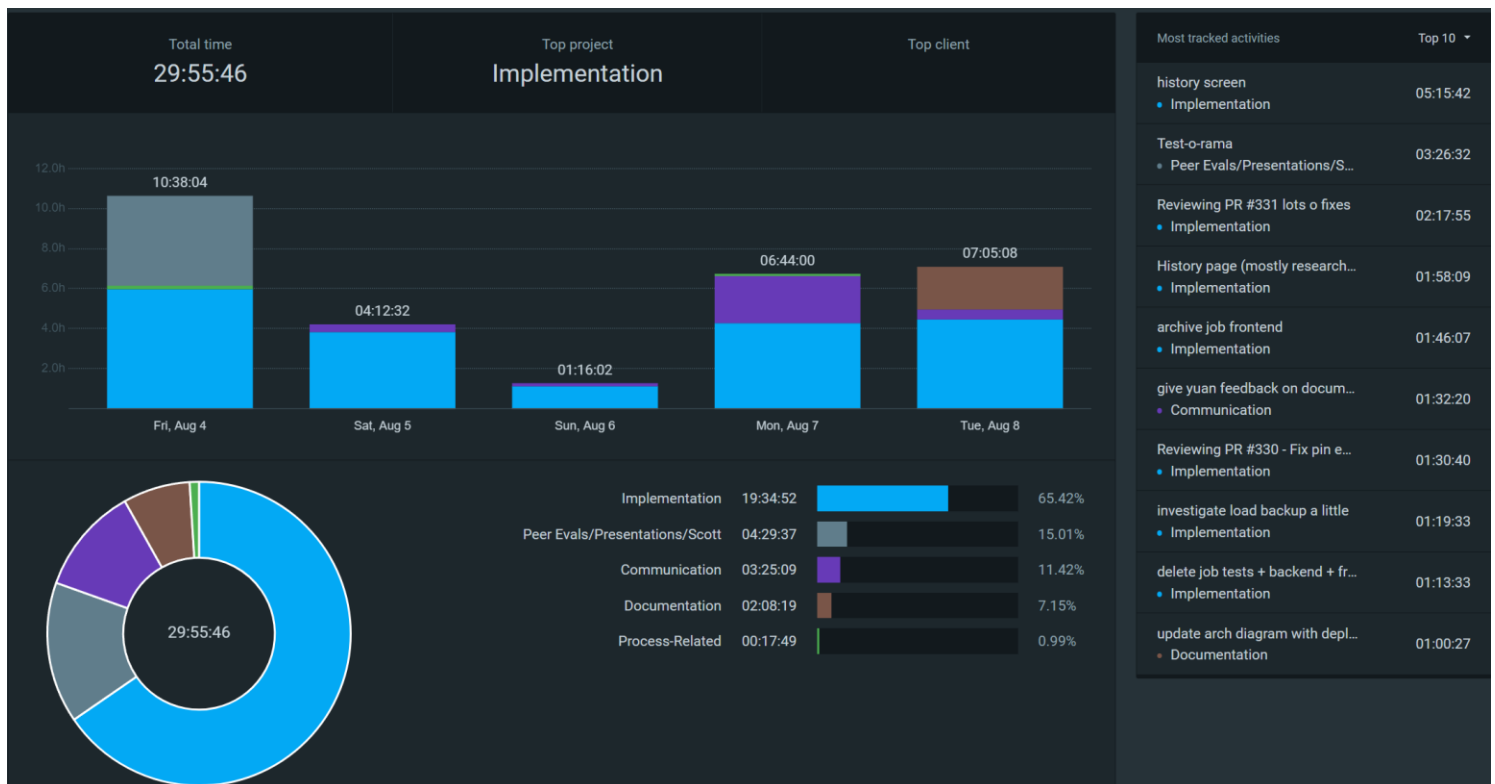 Total time
29:55:46
Top project
Implementation
Top client
12.0h
10.0h
8.0h
6.0h
4.0h
2.0h
10:38:04
04:12:32
01:16:02
06:44:00
07:05:08
Fri, Aug 4
Sat, Aug 5
Sun, Aug 6
Mon, Aug 7
Tue, Aug 8
29:55:46
Implementation 19:34:52 65.42%
Peer Evals/Presentations/Scott 04:29:37 15.01%
Communication 03:25:09 11.42%
Documentation 02:08:19 7.15%
Process-Related 00:17:49 0.99%
Most tracked activities Top 10
history screen 05:15:42
Implementation
Test-o-rama 03:26:32
Peer Evals/Presentations/S...
Reviewing PR #331 lots o fixes 02:17:55
Implementation
History page (mostly research... 01:58:09
Implementation
archive job frontend 01:46:07
Implementation
give yuan feedback on docum... 01:32:20
Communication
Reviewing PR #330 - Fix pin e... 01:30:40
Implementation
investigate load backup a little 01:19:33
Implementation
delete job tests + backend + fr... 01:13:33
Implementation
update arch diagram with depl... 01:00:27
Documentation